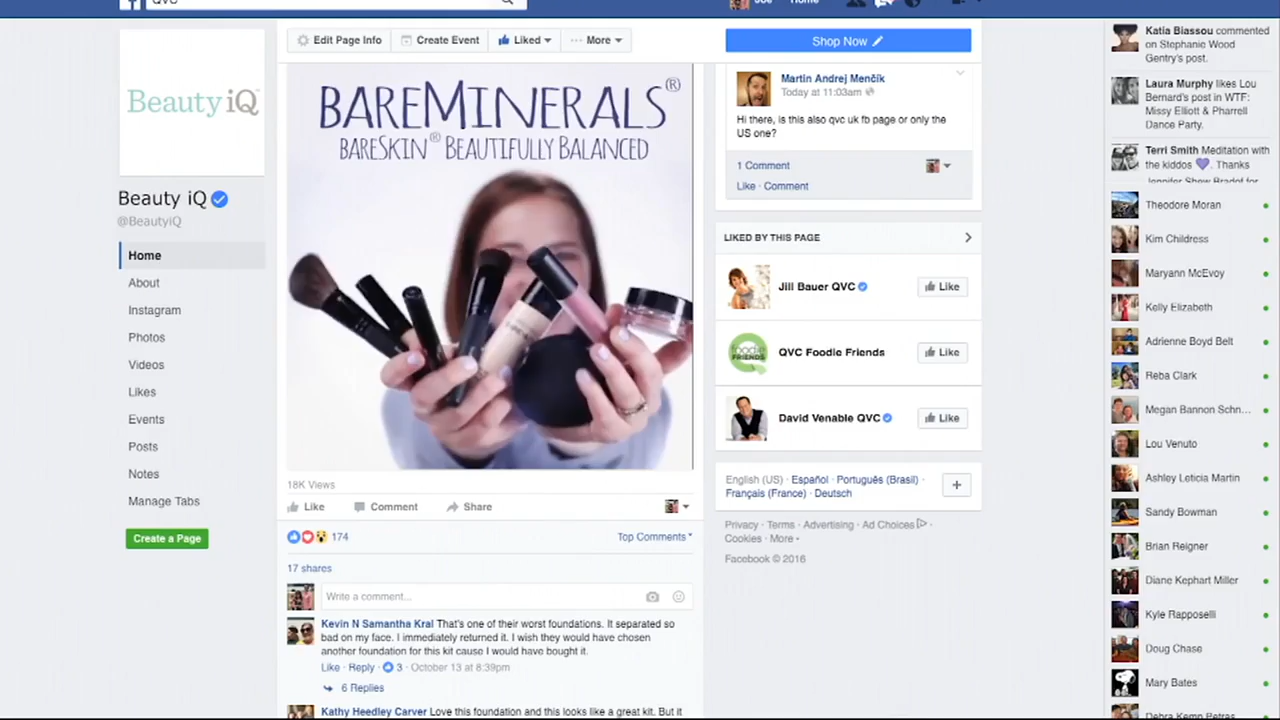 QVC
Joe
Home
Edit Page Info
Create Event
Liked
More
Shop Now
Beauty iQ
Beauty iQ
@BeautyiQ
Home
About
Instagram
Photos
Videos
Likes
Events
Posts
Notes
Manage Tabs
Create a Page
BAREMINERALS®
BARESKIN® BEAUTIFULLY BALANCED
18K Views
Like
Comment
Share
174
Top Comments
17 shares
Write a comment...
Kevin N Samantha Kral That's one of their worst foundations. It separated so
bad on my face. I immediately returned it. I wish they would have chosen
another foundation for this kit cause I would have bought it.
Like · Reply · 3 · October 13 at 8:39pm
6 Replies
Kathy Heedley Carver Love this foundation and this looks like a great kit. But it
Martin Andrej Menčík
Today at 11:03am
Hi there, is this also qvc uk fb page or only the
US one?
1 Comment
Like · Comment
LIKED BY THIS PAGE
Jill Bauer QVC
Like
foodie
FRIENDS
QVC Foodie Friends
Like
David Venable QVC
Like
English (US) · Español · Português (Brasil) ·
Français (France) · Deutsch
Privacy · Terms · Advertising · Ad Choices ·
Cookies · More
Facebook © 2016
Katia Blassou commented
on Stephanie Wood
Gentry's post.
Laura Murphy likes Lou
Bernard's post in WTF:
Missy Elliott & Pharrell
Dance Party.
Terri Smith Meditation with
the kiddos 💜. Thanks
Theodore Moran
Kim Childress
Maryann McEvoy
Kelly Elizabeth
Adrienne Boyd Belt
Reba Clark
Megan Bannon Schn...
Lou Venuto
Ashley Leticia Martin
Sandy Bowman
Brian Reigner
Diane Kephart Miller
Kyle Rapposelli
Doug Chase
Mary Bates
Debra Kemp Petras